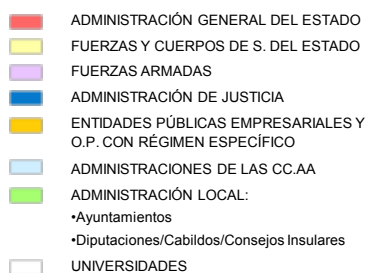 ADMINISTRACIÓN GENERAL DEL ESTADO
FUERZAS Y CUERPOS DE S. DEL ESTADO
FUERZAS ARMADAS
ADMINISTRACIÓN DE JUSTICIA
ENTIDADES PÚBLICAS EMPRESARIALES Y
O.P. CON RÉGIMEN ESPECÍFICO
ADMINISTRACIONES DE LAS CC.AA
ADMINISTRACIÓN LOCAL:
•Ayuntamientos
•Diputaciones/Cabildos/Consejos Insulares
UNIVERSIDADES